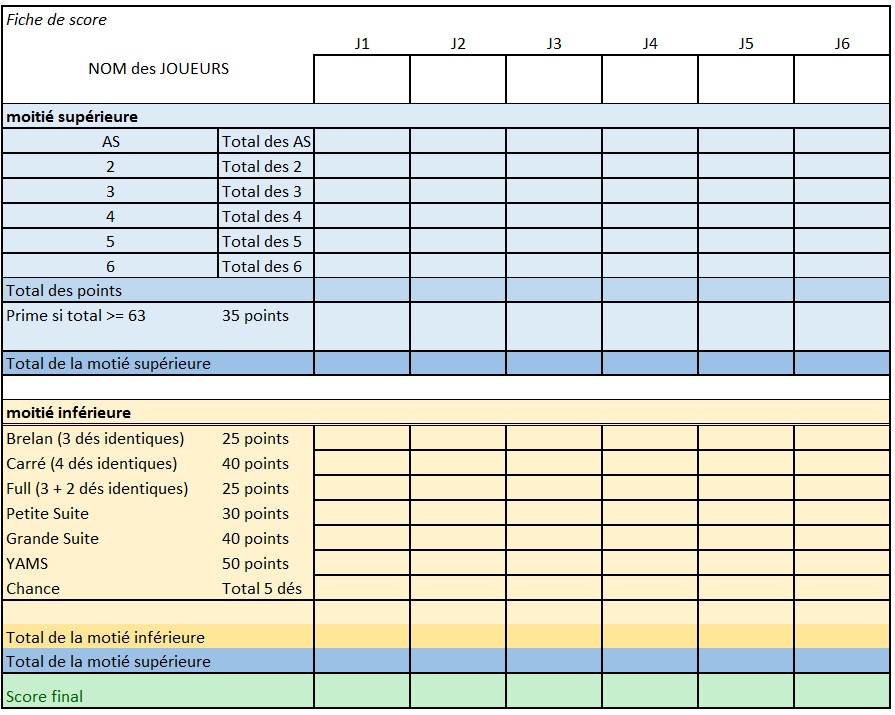 Fiche de score
J1 J2 J3 J4 J5 J6
NOM des JOUEURS
moitié supérieure
AS Total des AS
2 Total des 2
3 Total des 3
4 Total des 4
5 Total des 5
6 Total des 6
Total des points
Prime si total >= 63 35 points
Total de la motié supérieure
moitié inférieure
Brelan (3 dés identiques) 25 points
Carré (4 dés identiques) 40 points
Full (3 + 2 dés identiques) 25 points
Petite Suite 30 points
Grande Suite 40 points
YAMS 50 points
Chance Total 5 dés
Total de la motié inférieure
Total de la motié supérieure
Score final